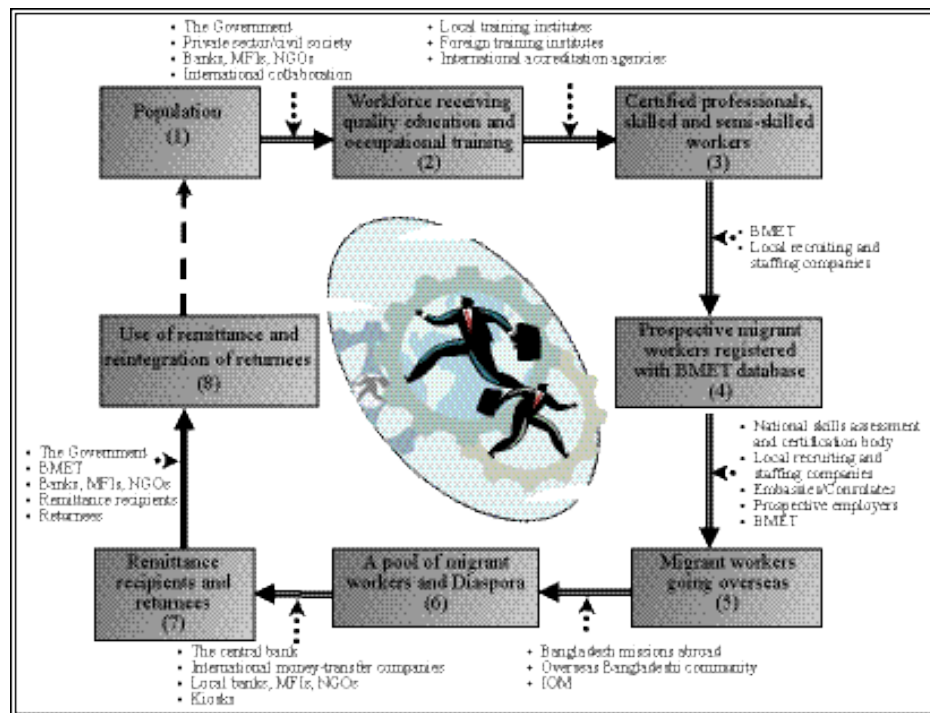 • The Government
• Private sector/civil society
• Banks, MFIs, NGOs
• International collaboration
• Local training institutes
• Foreign training institutes
• International accreditation agencies
Population
(1)
Workforce receiving
quality education and
occupational training
(2)
Certified professionals,
skilled and semi-skilled
workers
(3)
• BMET
• Local recruiting and
staffing companies
Use of remittance and
reintegration of returnees
(8)
Prospective migrant
workers registered
with BMET database
(4)
• The Government
• BMET
• Banks, MFIs, NGOs
• Remittance recipients
• Returnees
• National skills assessment
and certification body
• Local recruiting and
staffing companies
• Embassies/Consulates
• Prospective employers
• BMET
Remittance
recipients and
returnees
(7)
A pool of migrant
workers and Diaspora
(6)
Migrant workers
going overseas
(5)
• The central bank
• International money-transfer companies
• Local banks, MFIs, NGOs
• Kiosks
• Bangladeshi missions abroad
• Overseas Bangladeshi community
• IOM